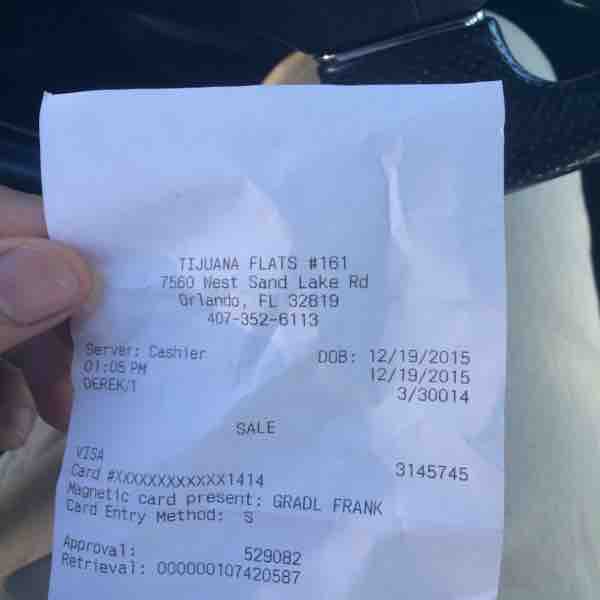 TIJUANA FLATS #161
7560 West Sand Lake Rd
Orlando, FL 32819
407-352-6113
Server: Cashier DOB: 12/19/2015
01:05 PM 12/19/2015
DEREK/1 3/30014
SALE
VISA 3145745
Card #XXXXXXXXXXXX1414
Magnetic card present: GRADL FRANK
Card Entry Method: S
Approval: 529082
Retrieval: 000000107420587